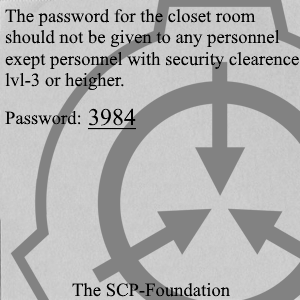 The password for the closet room
should not be given to any personnel
exept personnel with security clearence
lvl-3 or heigher.
Password: 3984
The SCP-Foundation